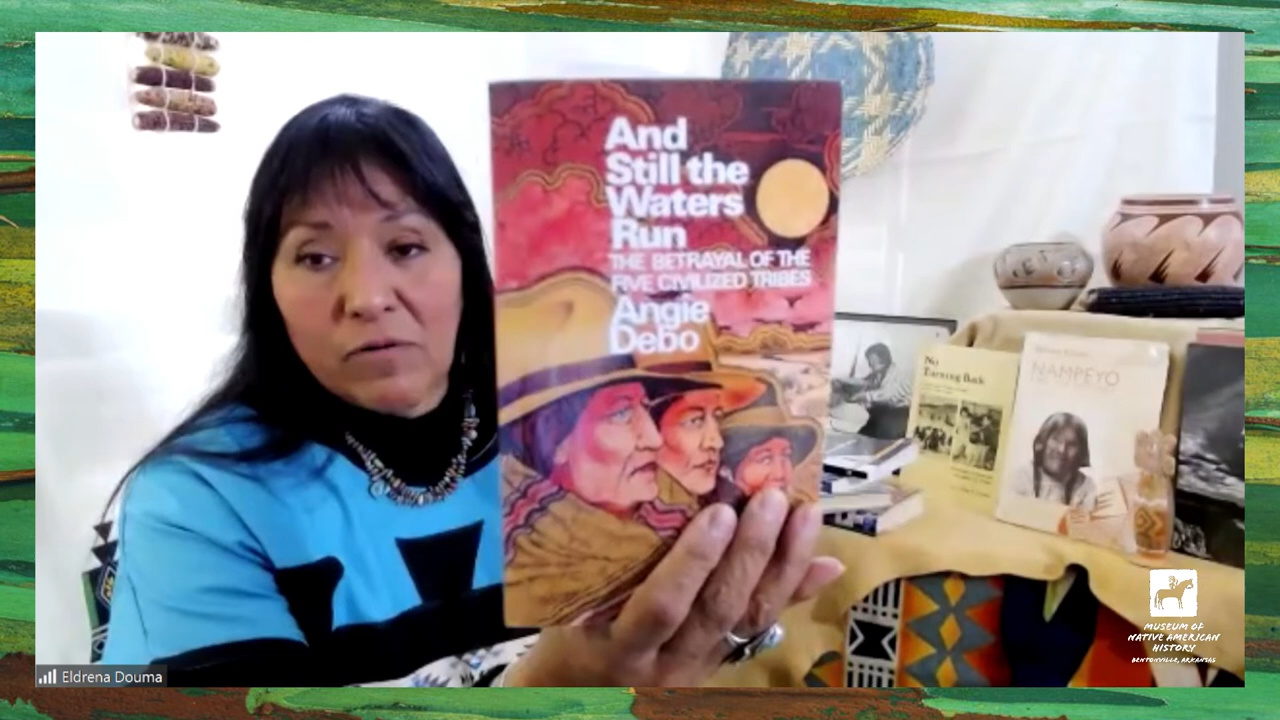 And
Still the
Waters
Run
THE BETRAYAL OF THE
FIVE CIVILIZED TRIBES
Angie
Debo
No
Turning Back
NAMPEYO
MUSEUM OF
NATIVE AMERICAN
HISTORY
BENTONVILLE, ARKANSAS
Eldrena Douma